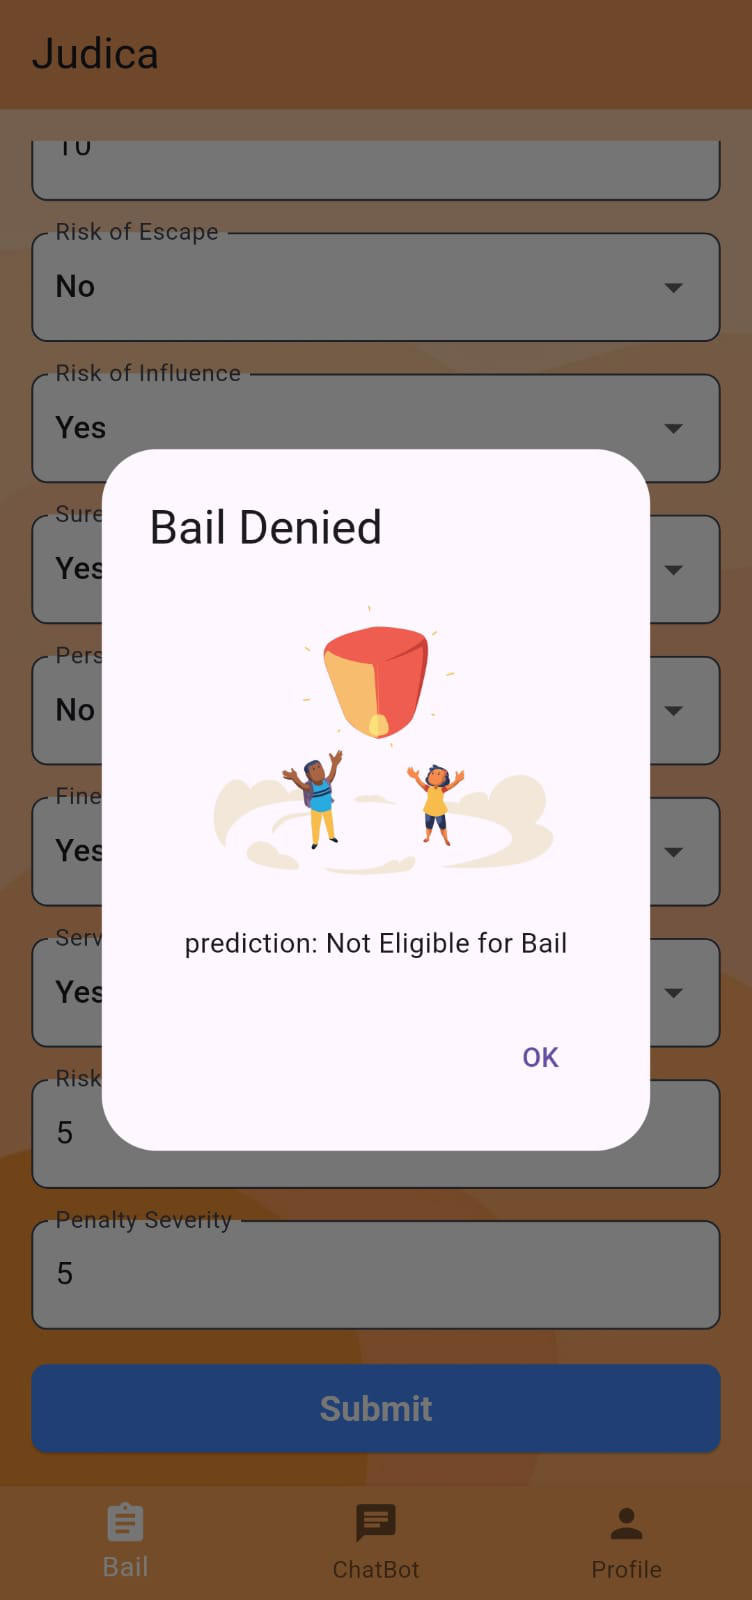 Judica
10
Risk of Escape
No
Risk of Influence
Yes
Sure
Yes
Pers
No
Fine
Yes
Serv
Yes
Risk
5
Penalty Severity
5
Bail Denied
prediction: Not Eligible for Bail
OK
Submit
Bail
ChatBot
Profile